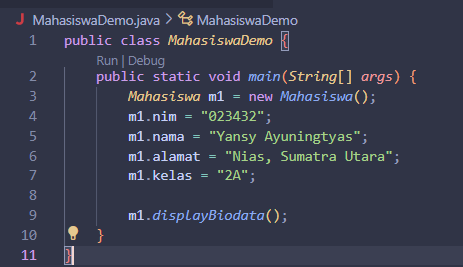 MahasiswaDemo.java > MahasiswaDemo
1 public class MahasiswaDemo {
Run | Debug
2 public static void main(String[] args) {
3 Mahasiswa m1 = new Mahasiswa();
4 m1.nim = "023432";
5 m1.nama = "Yansy Ayuningtyas";
6 m1.alamat = "Nias, Sumatra Utara";
7 m1.kelas = "2A";
8
9 m1.displayBiodata();
10 }
11 }